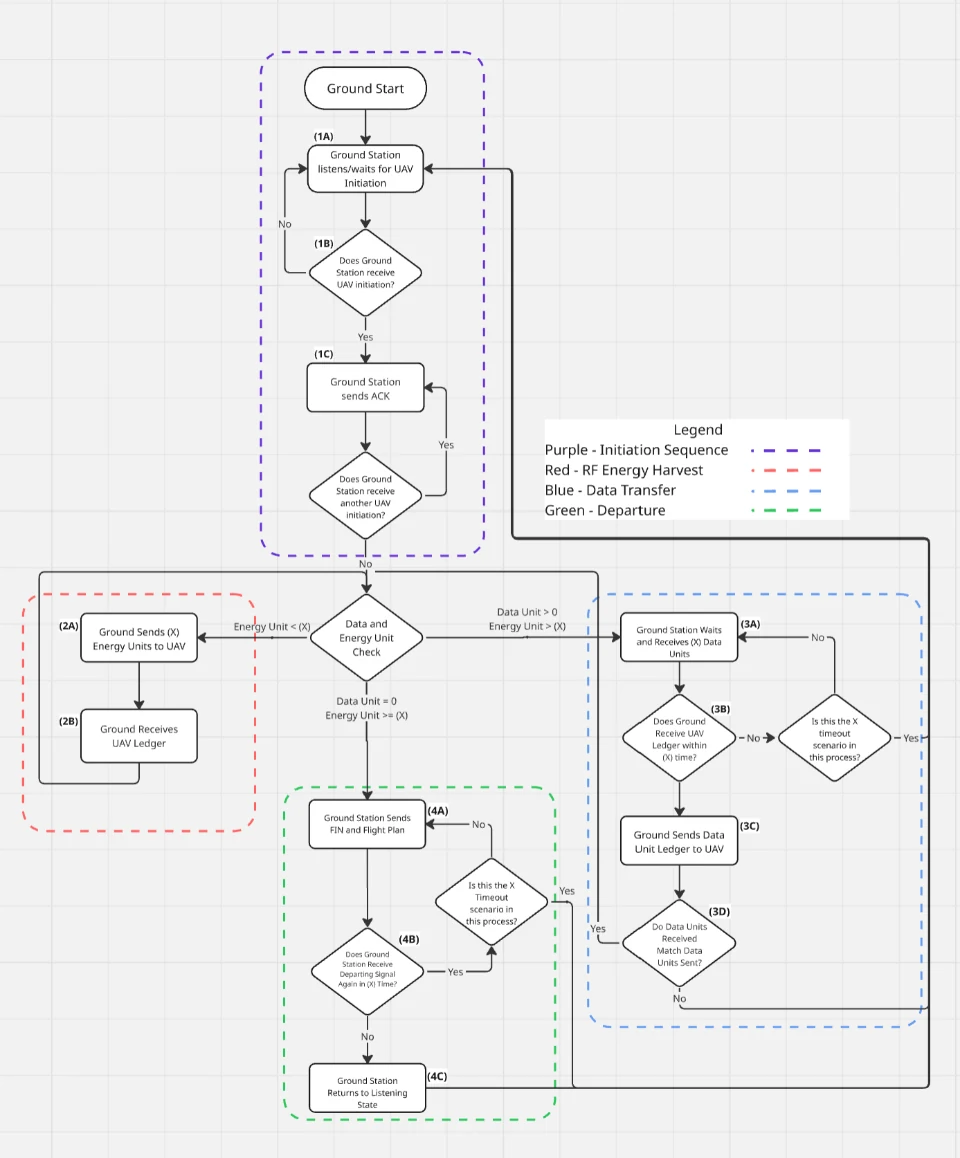 Ground Start
(1A)
Ground Station
listens/waits for UAV
Initiation
No
(1B)
Does Ground
Station receive
UAV initiation?
Yes
(1C)
Ground Station
sends ACK
Yes
Does Ground
Station receive
another UAV
initiation?
No
Legend
Purple - Initiation Sequence
Red - RF Energy Harvest
Blue - Data Transfer
Green - Departure
(2A)
Ground Sends (X)
Energy Units to UAV
Energy Unit < (X)
Data and
Energy Unit
Check
Data Unit > 0
Energy Unit > (X)
(2B)
Ground Receives
UAV Ledger
Data Unit = 0
Energy Unit >= (X)
(3A)
Ground Station Waits
and Receives (X) Data
Units
No
(3B)
Does Ground
Receive UAV
Ledger within
(X) time?
No
Is this the X
timeout
scenario in
this process?
Yes
(3C)
Ground Sends Data
Unit Ledger to UAV
(3D)
Do Data Units
Received
Match Data
Units Sent?
Yes
No
(4A)
Ground Station Sends
FIN and Flight Plan
No
Is this the X
Timeout
scenario in
this process?
Yes
(4B)
Does Ground
Station Receive
Departing Signal
Again in (X) Time?
Yes
No
(4C)
Ground Station
Returns to Listening
State